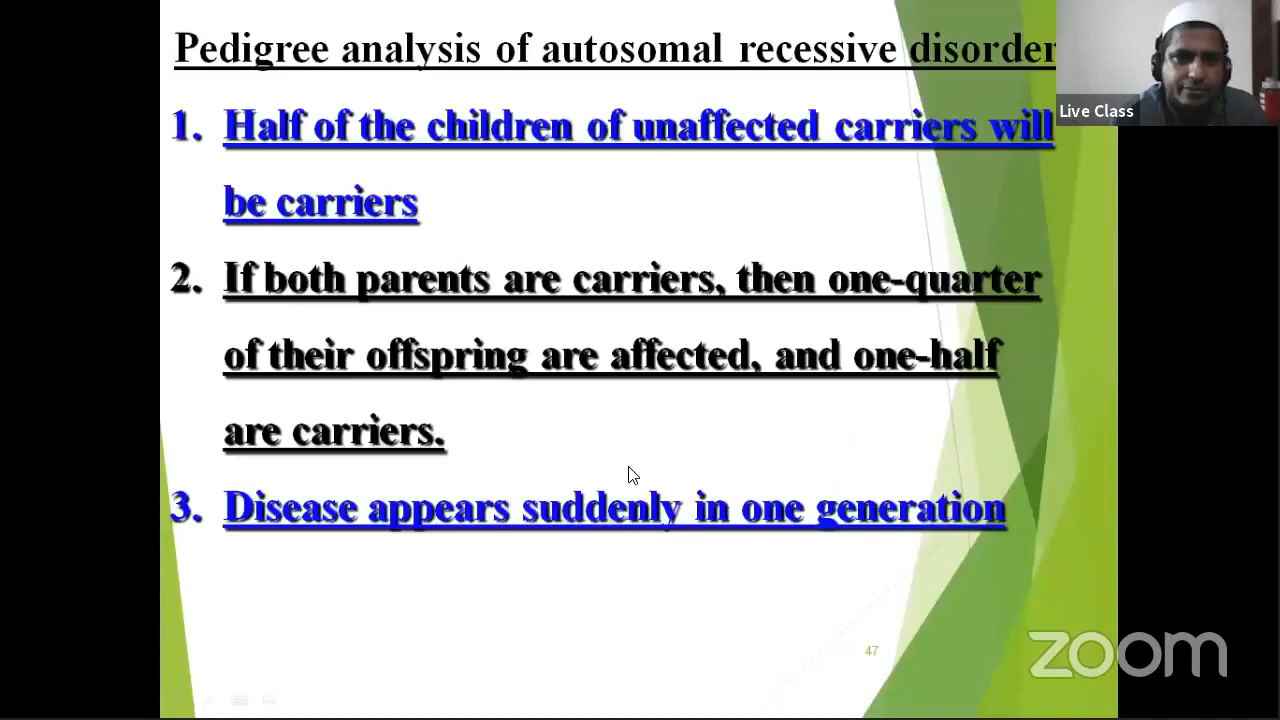 Pedigree analysis of autosomal recessive disorder
Live Class
1. Half of the children of unaffected carriers will
be carriers
2. If both parents are carriers, then one-quarter
of their offspring are affected, and one-half
are carriers.
3. Disease appears suddenly in one generation
47
zoom